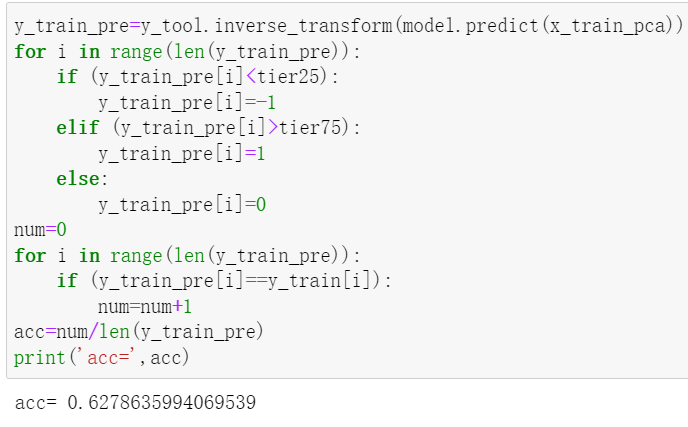 y_train_pre=y_tool.inverse_transform(model.predict(x_train_pca))
for i in range(len(y_train_pre)):
    if (y_train_pre[i]<tier25):
        y_train_pre[i]=-1
    elif (y_train_pre[i]>tier75):
        y_train_pre[i]=1
    else:
        y_train_pre[i]=0
num=0
for i in range(len(y_train_pre)):
    if (y_train_pre[i]==y_train[i]):
        num=num+1
acc=num/len(y_train_pre)
print('acc=',acc)
acc= 0.6278635994069539